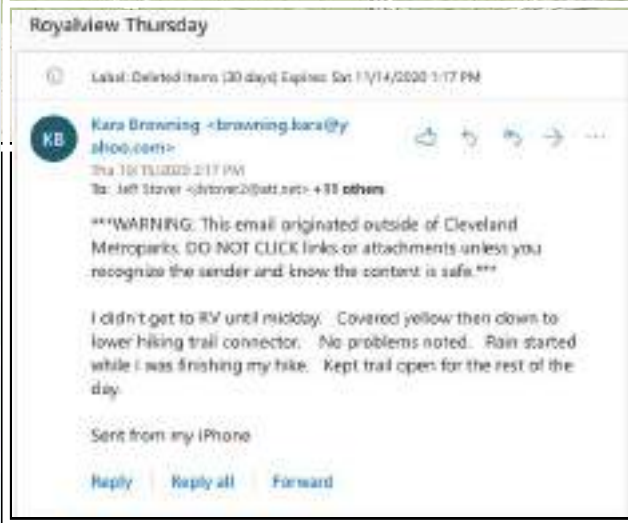 Royalview Thursday
Label: Deleted Items (30 days) Expires: Sat 11/14/2020 1:17 PM
KB
Kara Browning <browning.kara@y
ahoo.com>
Thu 10/15/2020 2:17 PM
To: Jeff Stover +11 others
***WARNING: This email originated outside of Cleveland
Metroparks. DO NOT CLICK links or attachments unless you
recognize the sender and know the content is safe.***
I didn't get to RV until midday. Covered yellow then down to
lower hiking trail connector. No problems noted. Rain started
while I was finishing my hike. Kept trail open for the rest of the
day.
Sent from my iPhone
Reply Reply all Forward